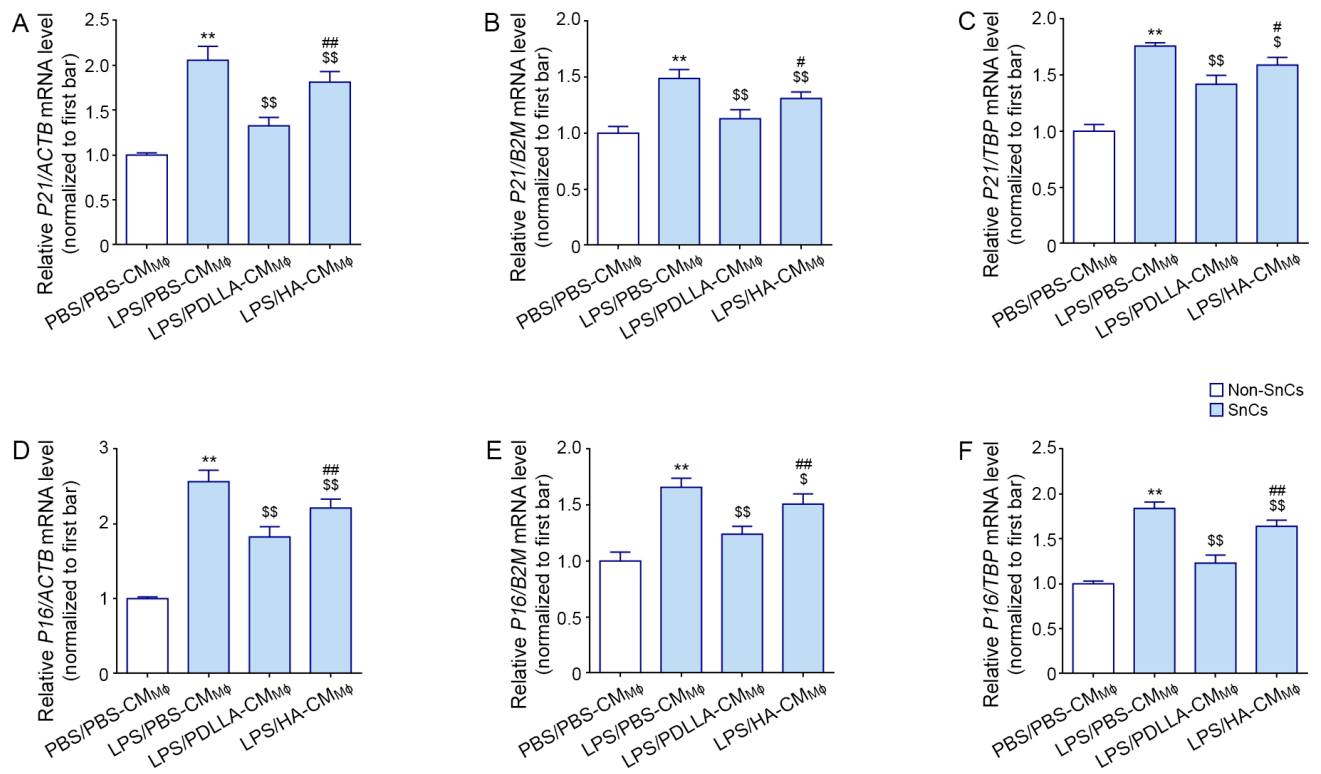 A
Relative P21/ACTB mRNA level
(normalized to first bar)
2.5
2.0
1.5
1.0
0.5
0
**
$$
##
$$
PBS/PBS-CMMϕ
LPS/PBS-CMMϕ
LPS/PDLLA-CMMϕ
LPS/HA-CMMϕ
B
Relative P21/B2M mRNA level
(normalized to first bar)
2.0
1.5
1.0
0.5
0
**
$$
#
$$
PBS/PBS-CMMϕ
LPS/PBS-CMMϕ
LPS/PDLLA-CMMϕ
LPS/HA-CMMϕ
C
Relative P21/TBP mRNA level
(normalized to first bar)
2.0
1.5
1.0
0.5
0
**
$$
#
$
PBS/PBS-CMMϕ
LPS/PBS-CMMϕ
LPS/PDLLA-CMMϕ
LPS/HA-CMMϕ
Non-SnCs
SnCs
D
Relative P16/ACTB mRNA level
(normalized to first bar)
3
2
1
0
**
$$
##
$$
PBS/PBS-CMMϕ
LPS/PBS-CMMϕ
LPS/PDLLA-CMMϕ
LPS/HA-CMMϕ
E
Relative P16/B2M mRNA level
(normalized to first bar)
2.0
1.5
1.0
0.5
0
**
$$
##
$
PBS/PBS-CMMϕ
LPS/PBS-CMMϕ
LPS/PDLLA-CMMϕ
LPS/HA-CMMϕ
F
Relative P16/TBP mRNA level
(normalized to first bar)
2.5
2.0
1.5
1.0
0.5
0
**
$$
##
$$
PBS/PBS-CMMϕ
LPS/PBS-CMMϕ
LPS/PDLLA-CMMϕ
LPS/HA-CMMϕ